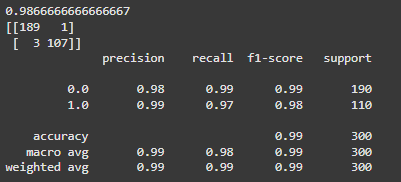 0.9866666666666667
[[189   1]
 [  3 107]]
              precision    recall  f1-score   support

         0.0       0.98      0.99      0.99       190
         1.0       0.99      0.97      0.98       110

    accuracy                           0.99       300
   macro avg       0.99      0.98      0.99       300
weighted avg       0.99      0.99      0.99       300